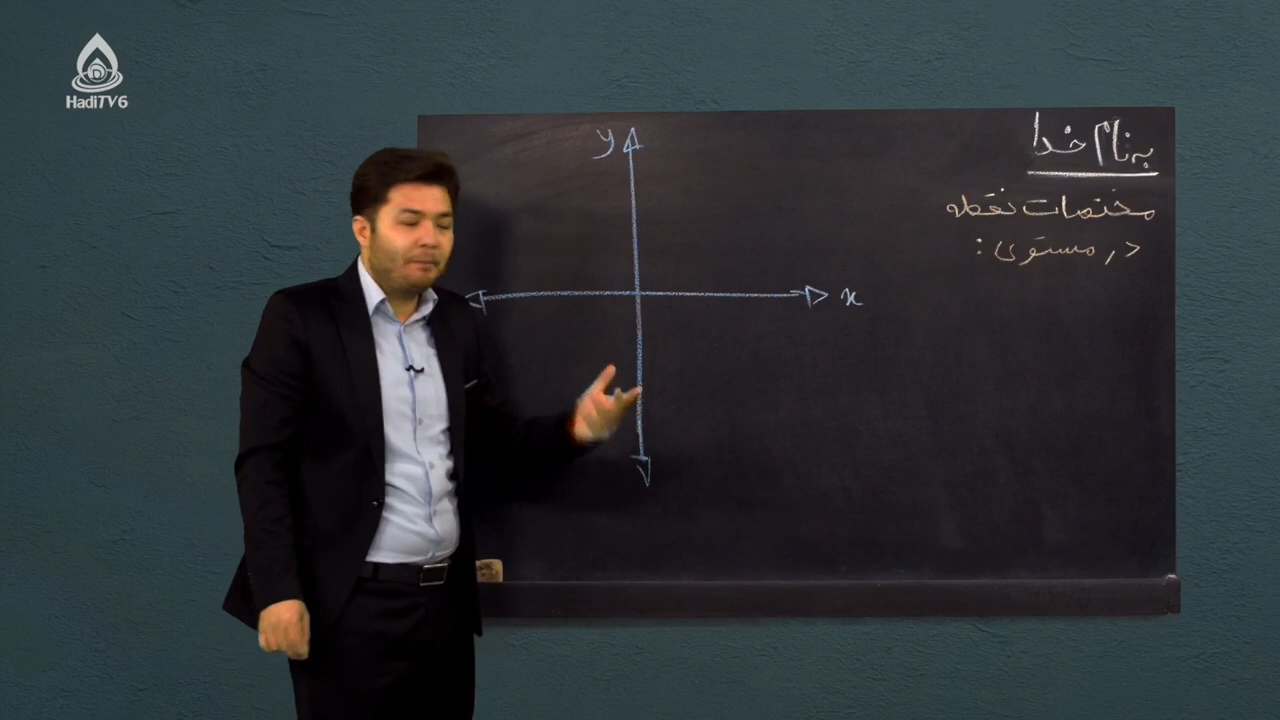 HadiTV6
به نام خدا
مختصات نقطه
در مستوی :
y
x